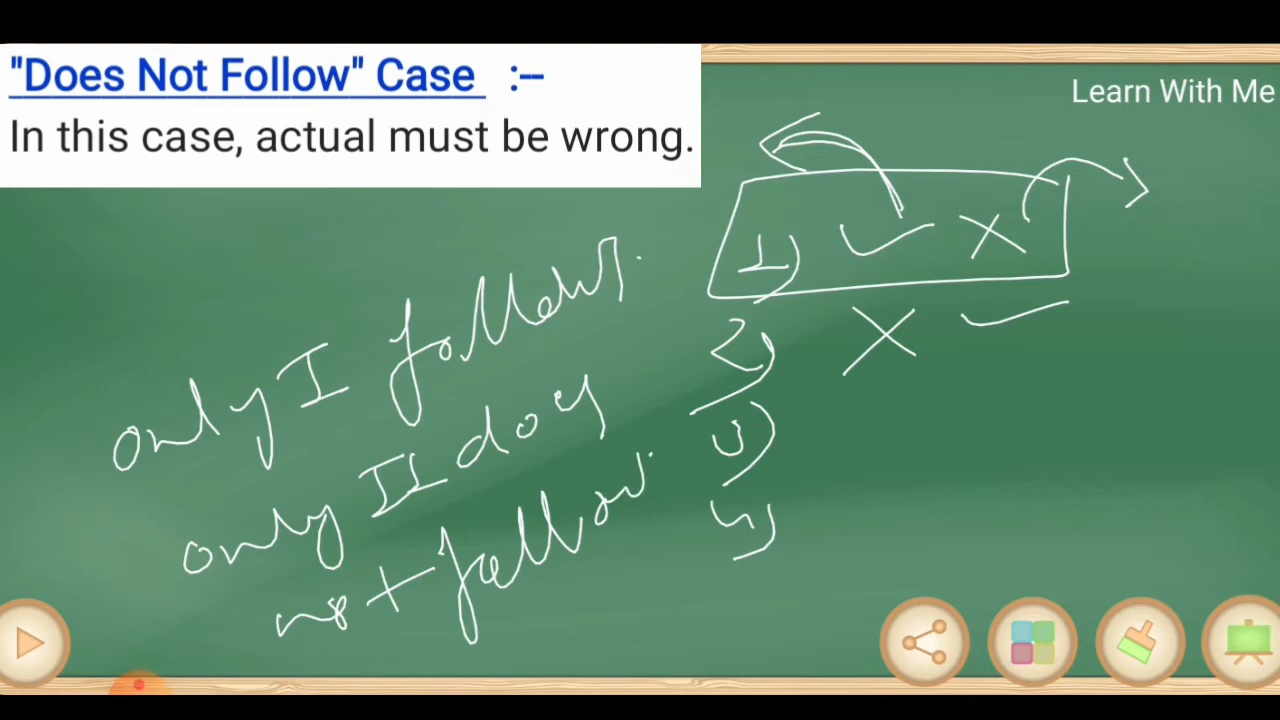 "Does Not Follow" Case :--
In this case, actual must be wrong.
Learn With Me
1) ✓ ×
2) × ✓
3)
4)
only I follows.
only II does
not follow.